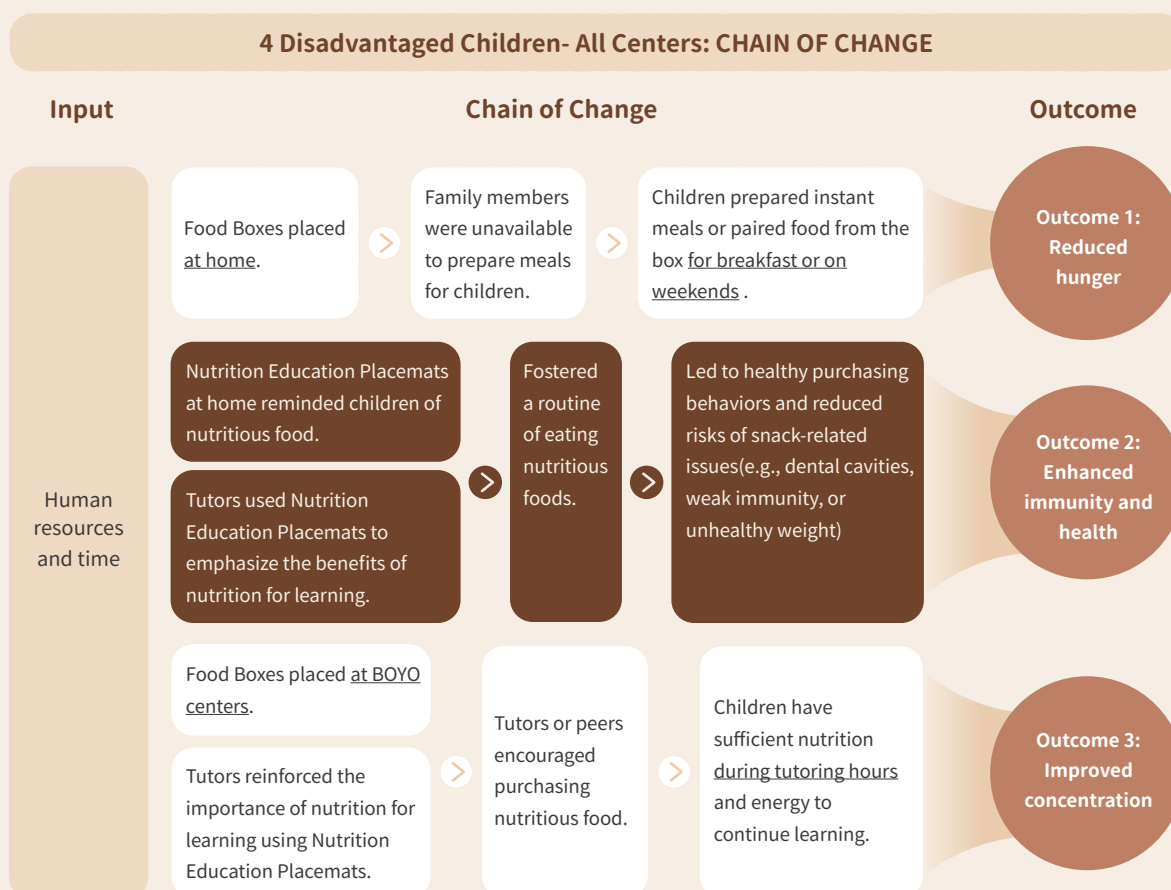 4 Disadvantaged Children- All Centers: CHAIN OF CHANGE
Input
Chain of Change
Outcome
Human
resources
and time
Food Boxes placed
at home.
Family members
were unavailable
to prepare meals
for children.
Children prepared instant
meals or paired food from the
box for breakfast or on
weekends .
Outcome 1:
Reduced
hunger
Nutrition Education Placemats
at home reminded children of
nutritious food.
Tutors used Nutrition
Education Placemats to
emphasize the benefits of
nutrition for learning.
Fostered
a routine
of eating
nutritious
foods.
Led to healthy purchasing
behaviors and reduced
risks of snack-related
issues(e.g., dental cavities,
weak immunity, or
unhealthy weight)
Outcome 2:
Enhanced
immunity and
health
Food Boxes placed at BOYO
centers.
Tutors reinforced the
importance of nutrition for
learning using Nutrition
Education Placemats.
Tutors or peers
encouraged
purchasing
nutritious food.
Children have
sufficient nutrition
during tutoring hours
and energy to
continue learning.
Outcome 3:
Improved
concentration